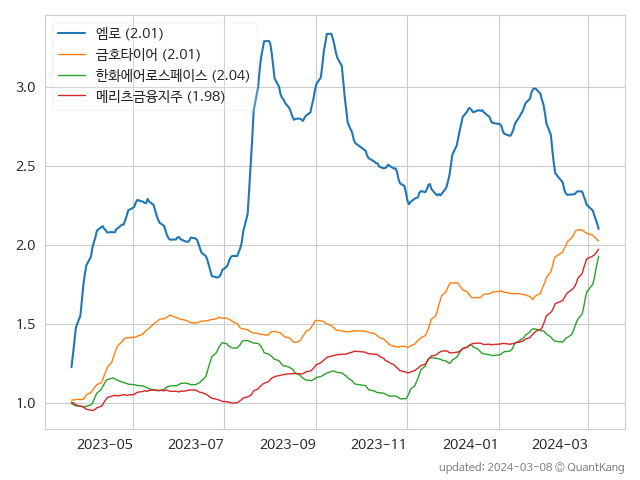 엠로 (2.01)
금호타이어 (2.01)
한화에어로스페이스 (2.04)
메리츠금융지주 (1.98)
3.0
2.5
2.0
1.5
1.0
2023-05 2023-07 2023-09 2023-11 2024-01 2024-03
updated: 2024-03-08 © QuantKang